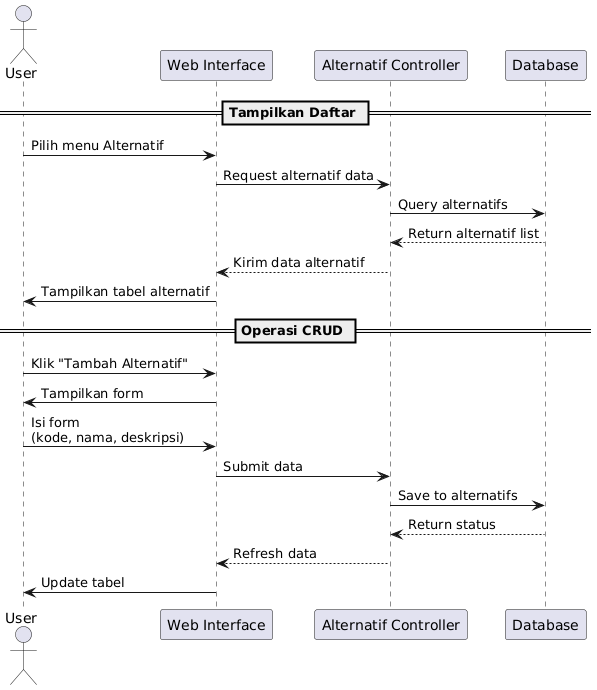 User
Web Interface
Alternatif Controller
Database
Tampilkan Daftar
Pilih menu Alternatif
Request alternatif data
Query alternatifs
Return alternatif list
Kirim data alternatif
Tampilkan tabel alternatif
Operasi CRUD
Klik "Tambah Alternatif"
Tampilkan form
Isi form
(kode, nama, deskripsi)
Submit data
Save to alternatifs
Return status
Refresh data
Update tabel
User
Web Interface
Alternatif Controller
Database